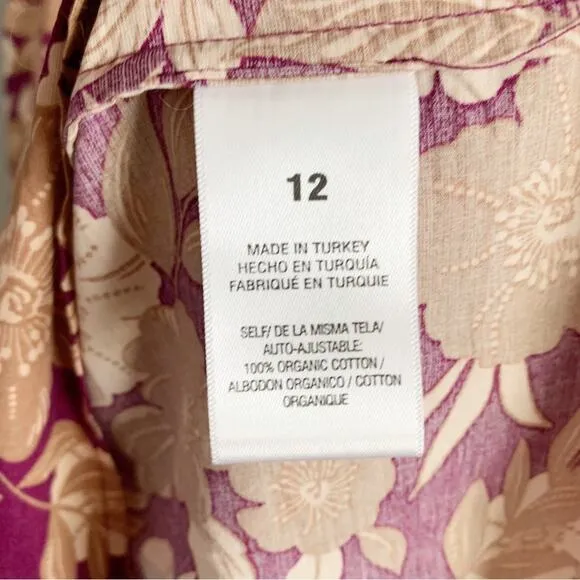 12
MADE IN TURKEY
HECHO EN TURQUÍA
FABRIQUÉ EN TURQUIE
SELF/ DE LA MISMA TELA/
AUTO-AJUSTABLE:
100% ORGANIC COTTON /
ALBODON ORGANICO / COTTON
ORGANIQUE